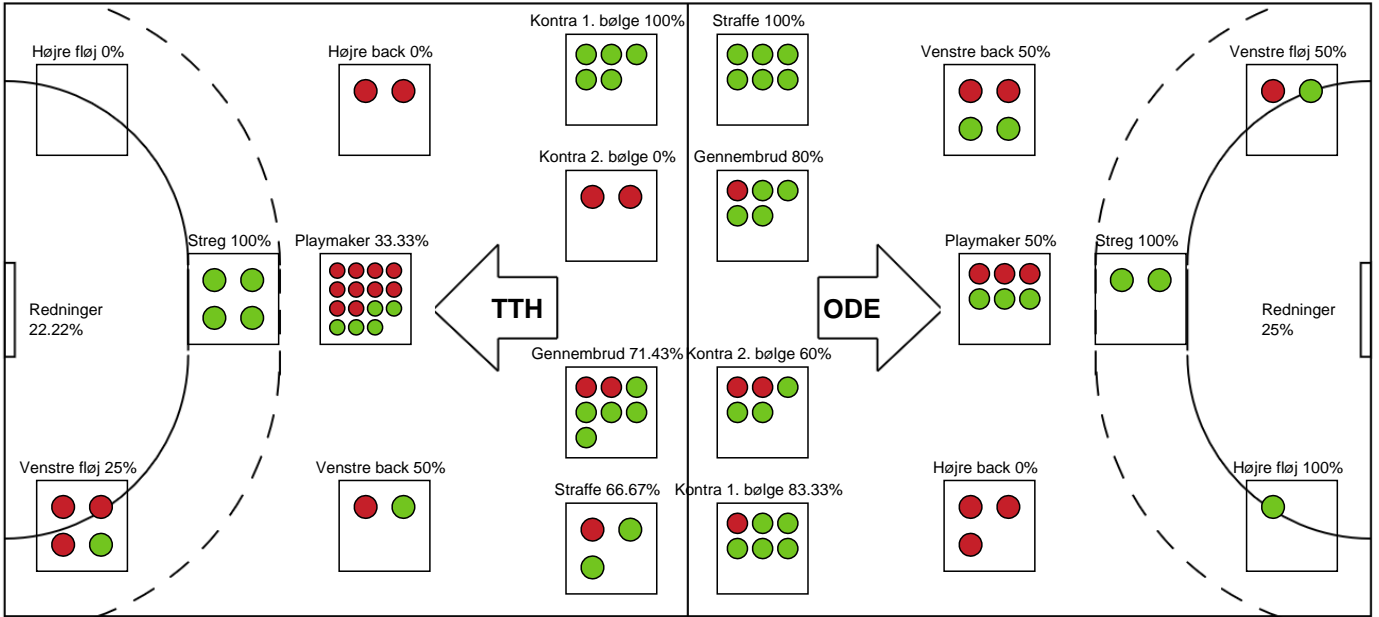 Kontra 1. bølge 100%
Straffe 100%
Højre fløj 0%
Højre back 0%
Venstre back 50%
Venstre fløj 50%
Kontra 2. bølge 0%
Gennembrud 80%
Streg 100%
Playmaker 33.33%
Playmaker 50%
Streg 100%
Redninger
22.22%
TTH
ODE
Redninger
25%
Gennembrud 71.43%
Kontra 2. bølge 60%
Venstre fløj 25%
Venstre back 50%
Højre back 0%
Højre fløj 100%
Straffe 66.67%
Kontra 1. bølge 83.33%